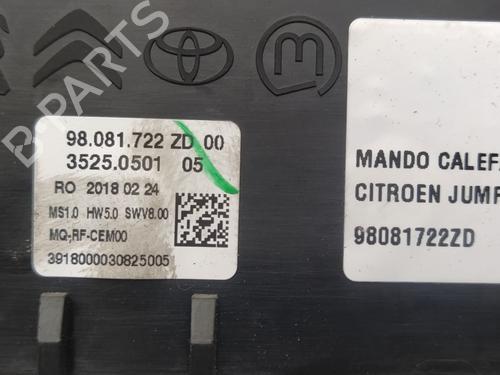 B-PARTS
98.081.722 ZD 00
3525.0501 05
RO 2018 02 24
MS1.0 HW5.0 SWV8.00
MQ-RF-CEM00
3918000030825005
MANDO CALEFA
CITROEN JUMP
98081722ZD